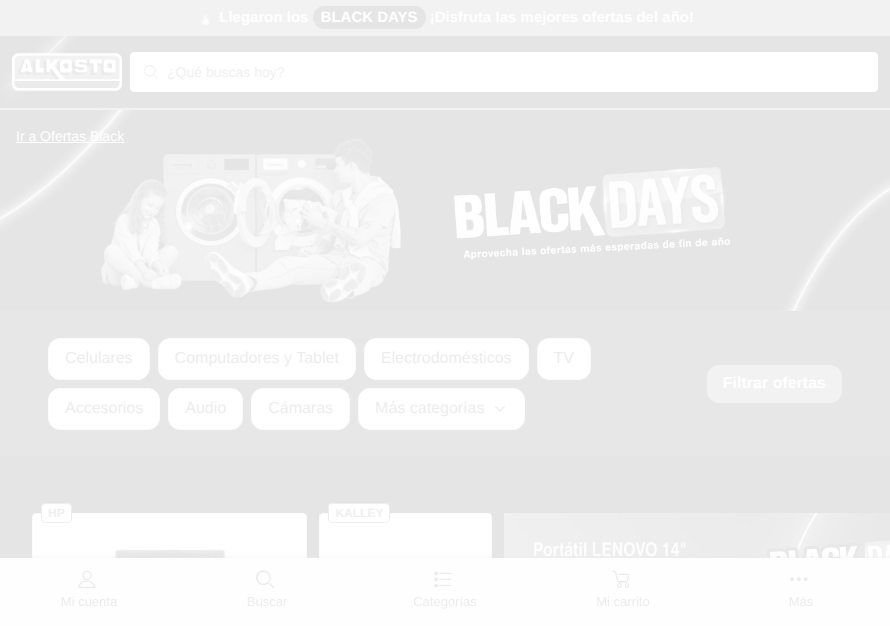 Llegaron los BLACK DAYS ¡Disfruta las mejores ofertas del año!
ALKOSTO
¿Qué buscas hoy?
Ir a Ofertas Black
BLACK DAYS
Aprovecha las ofertas más esperadas de fin de año
Celulares
Computadores y Tablet
Electrodomésticos
TV
Filtrar ofertas
Accesorios
Audio
Cámaras
Más categorías
HP
KALLEY
Portátil LENOVO 14"
BLACK
Mi cuenta
Buscar
Categorías
Mi carrito
Más